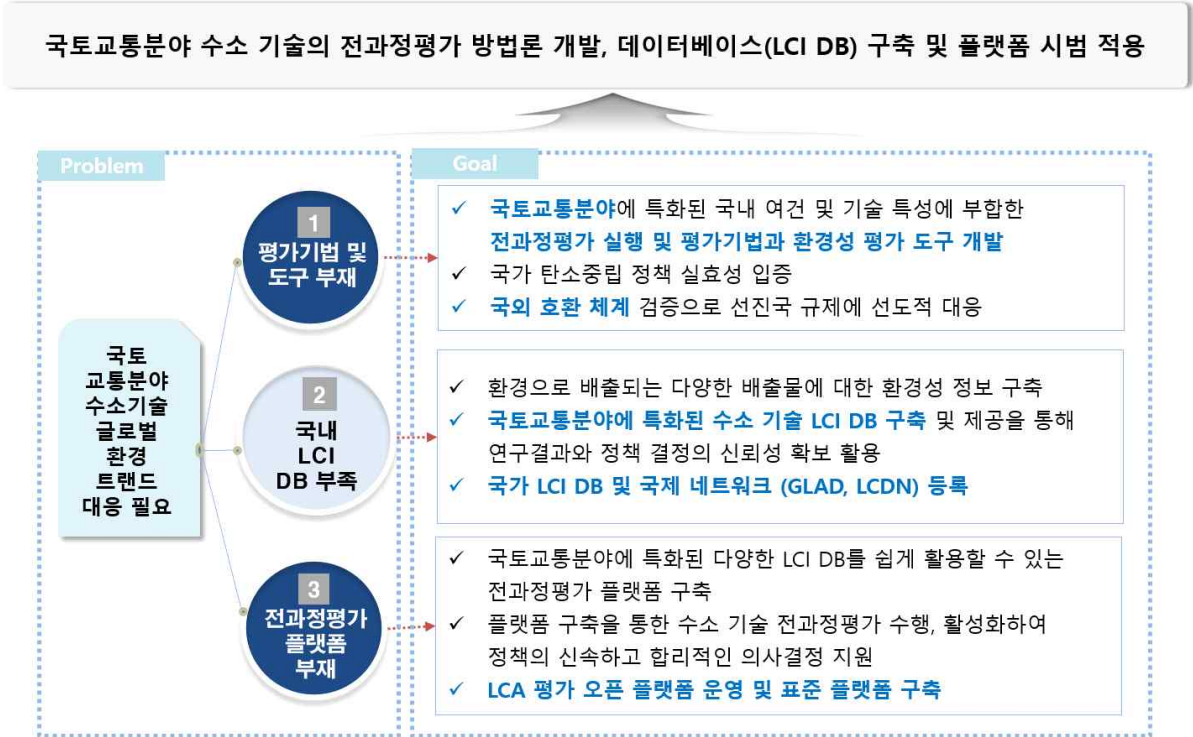 국토교통분야 수소 기술의 전과정평가 방법론 개발, 데이터베이스(LCI DB) 구축 및 플랫폼 시범 적용
Problem
국토
교통분야
수소기술
글로벌
환경
트랜드
대응 필요
1
평가기법 및
도구 부재
2
국내
LCI
DB 부족
3
전과정평가
플랫폼
부재
Goal
✓ 국토교통분야에 특화된 국내 여건 및 기술 특성에 부합한
전과정평가 실행 및 평가기법과 환경성 평가 도구 개발
✓ 국가 탄소중립 정책 실효성 입증
✓ 국외 호환 체계 검증으로 선진국 규제에 선도적 대응
✓ 환경으로 배출되는 다양한 배출물에 대한 환경성 정보 구축
✓ 국토교통분야에 특화된 수소 기술 LCI DB 구축 및 제공을 통해
연구결과와 정책 결정의 신뢰성 확보 활용
✓ 국가 LCI DB 및 국제 네트워크 (GLAD, LCDN) 등록
✓ 국토교통분야에 특화된 다양한 LCI DB를 쉽게 활용할 수 있는
전과정평가 플랫폼 구축
✓ 플랫폼 구축을 통한 수소 기술 전과정평가 수행, 활성화하여
정책의 신속하고 합리적인 의사결정 지원
✓ LCA 평가 오픈 플랫폼 운영 및 표준 플랫폼 구축